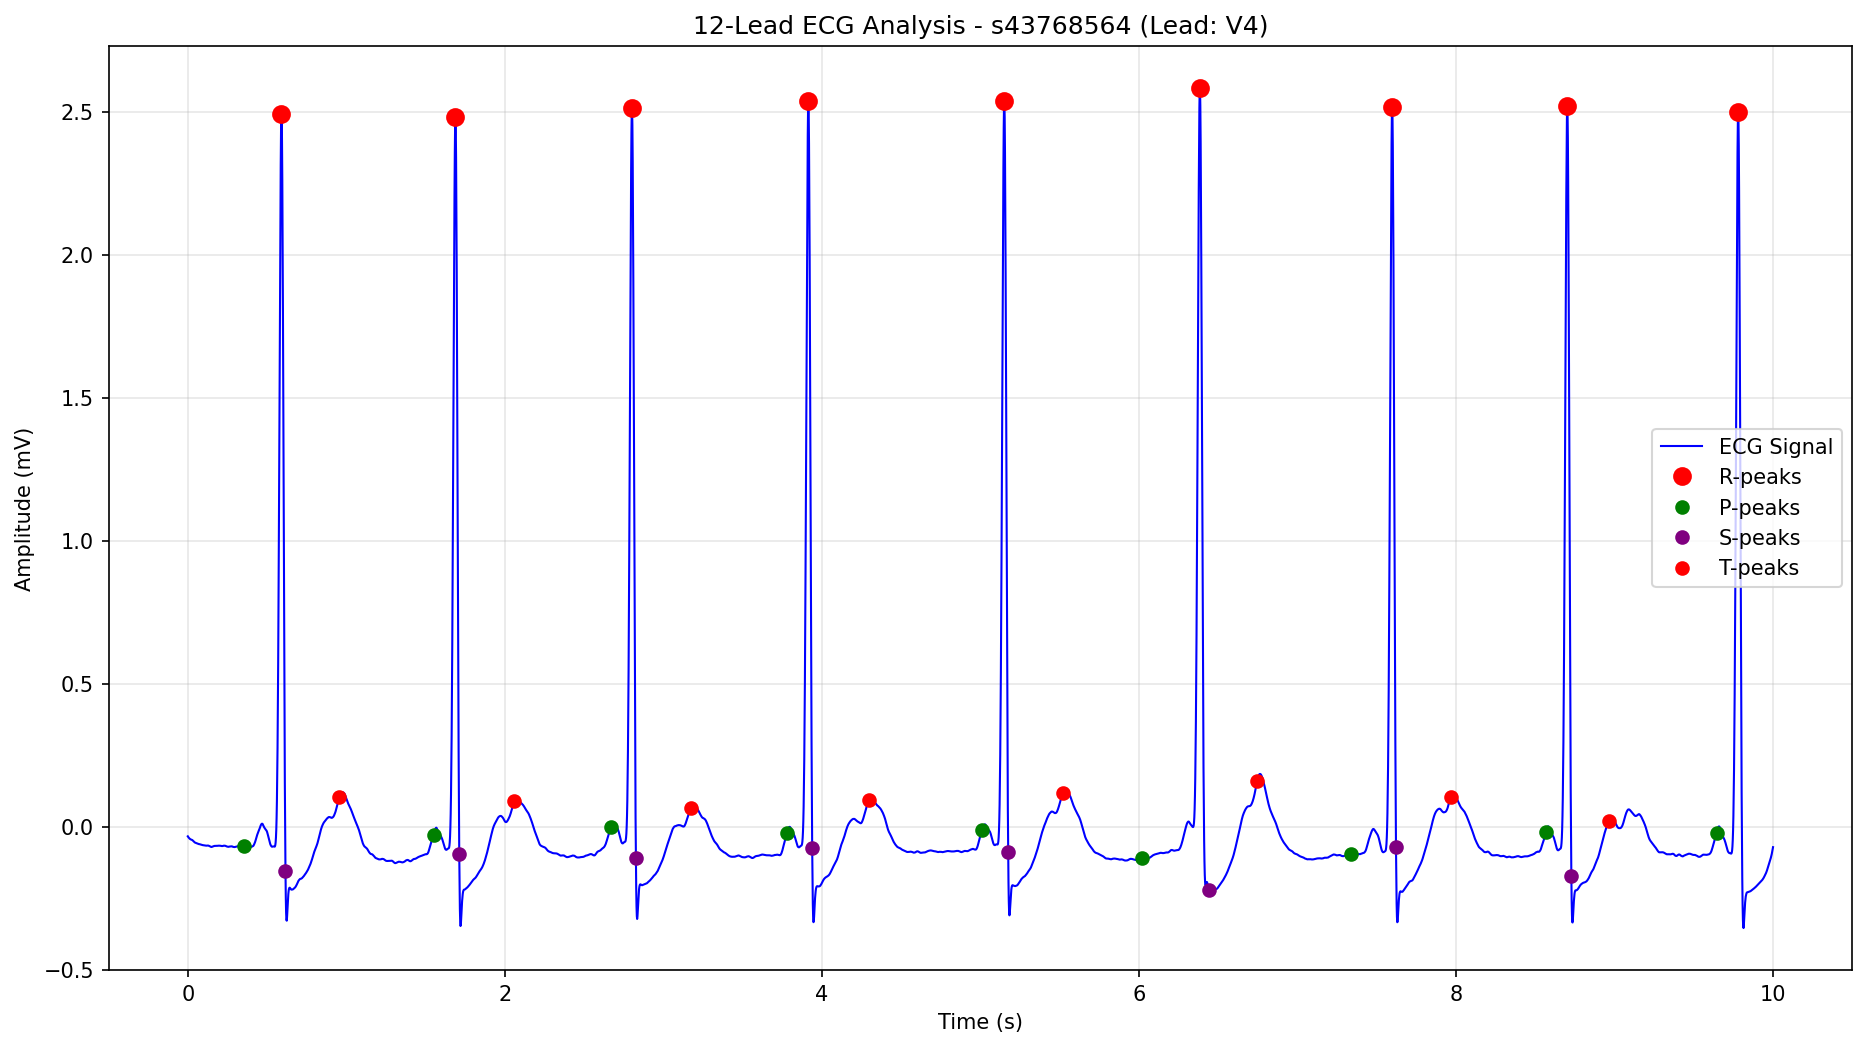 12-Lead ECG Analysis - s43768564 (Lead: V4)
2.5
2.0
1.5
1.0
0.5
0.0
−0.5
Amplitude (mV)
ECG Signal
R-peaks
P-peaks
S-peaks
T-peaks
0 2 4 6 8 10
Time (s)